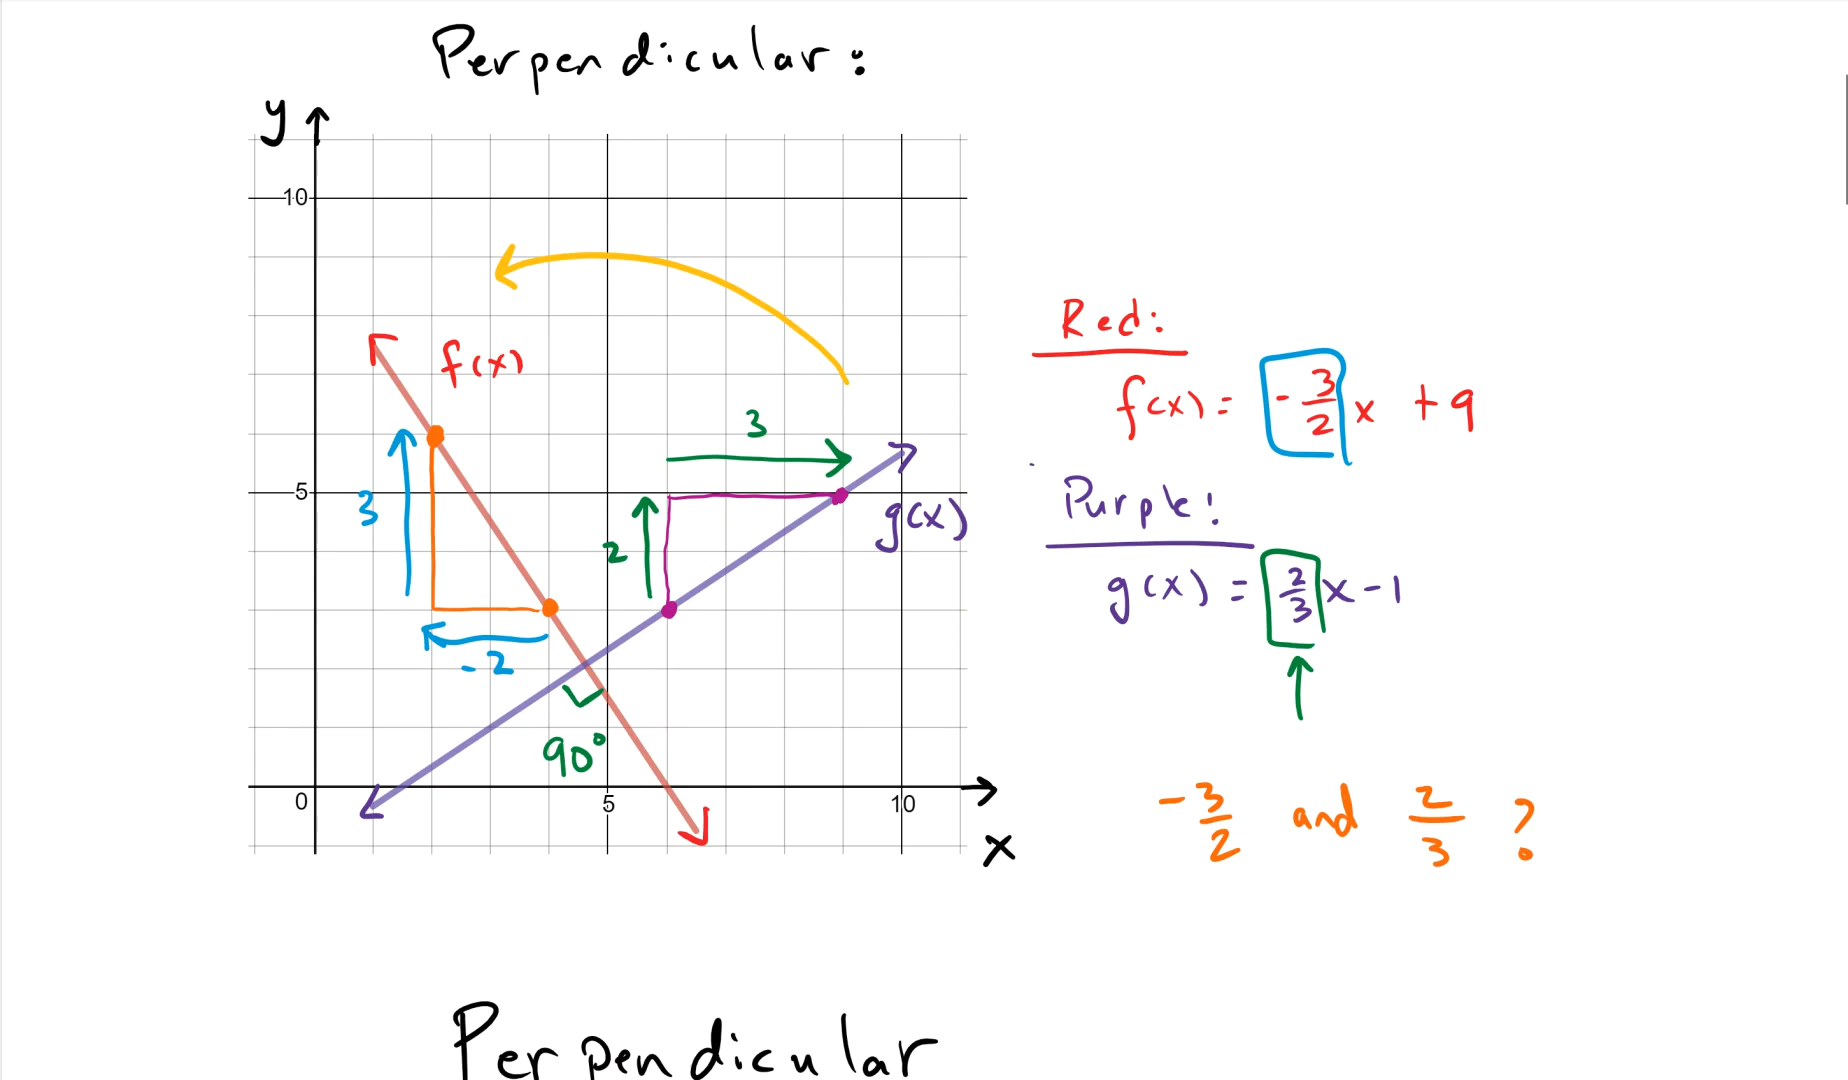 Perpendicular:
y
10
f(x)
Red:
f(x) = -3/2 x + 9
3
3
5
g(x)
Purple:
2
g(x) = 2/3 x - 1
-2
90°
0
5
10
x
-3/2 and 2/3 ?
Perpendicular